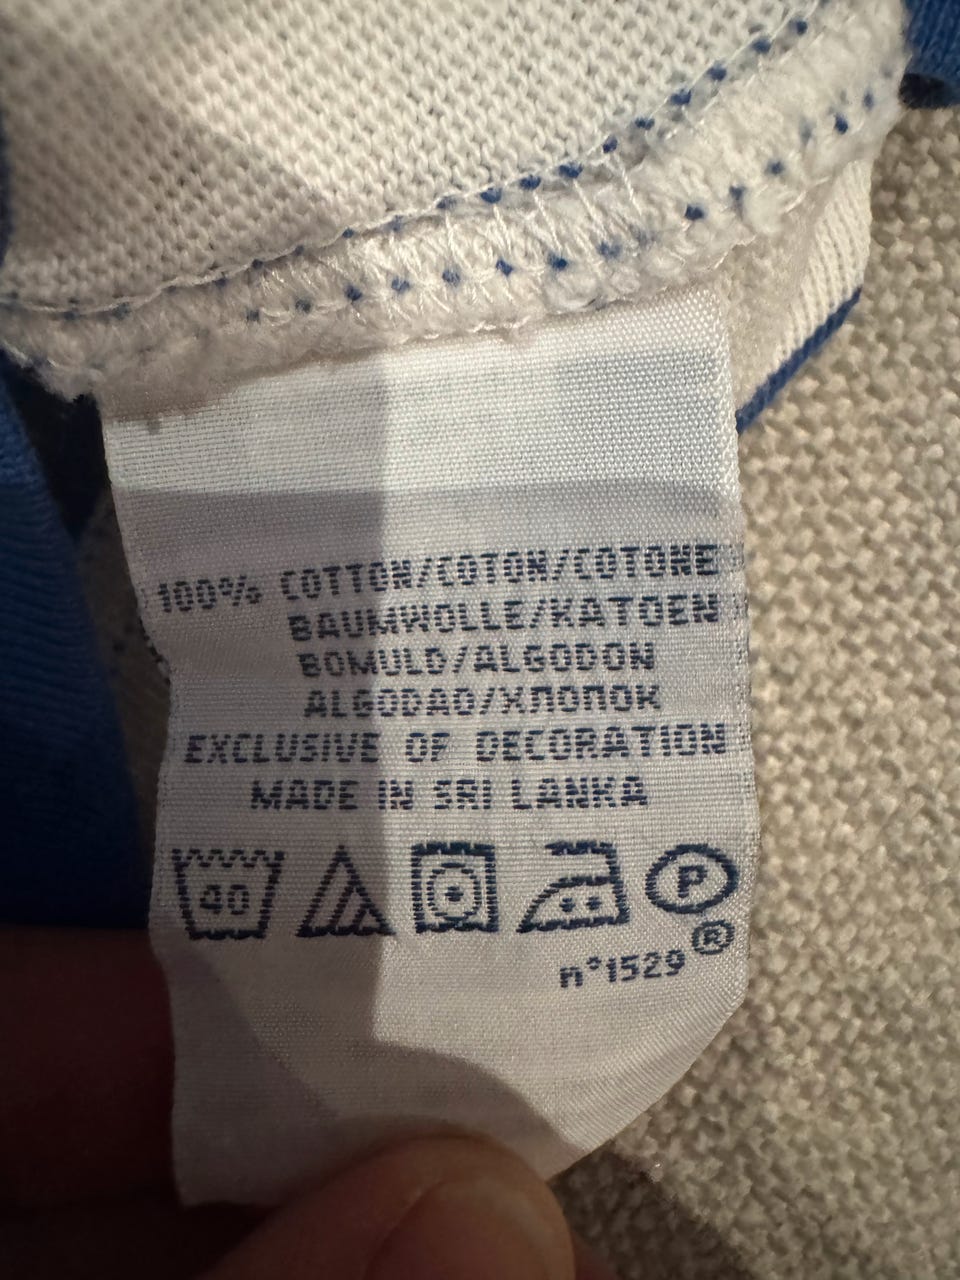 100% COTTON/COTON/COTONE
BAUMWOLLE/KATOEN
BOMULD/ALGODON
ALGODAO/ХЛОПОК
EXCLUSIVE OF DECORATION
MADE IN SRI LANKA
40 P
®
n°1529